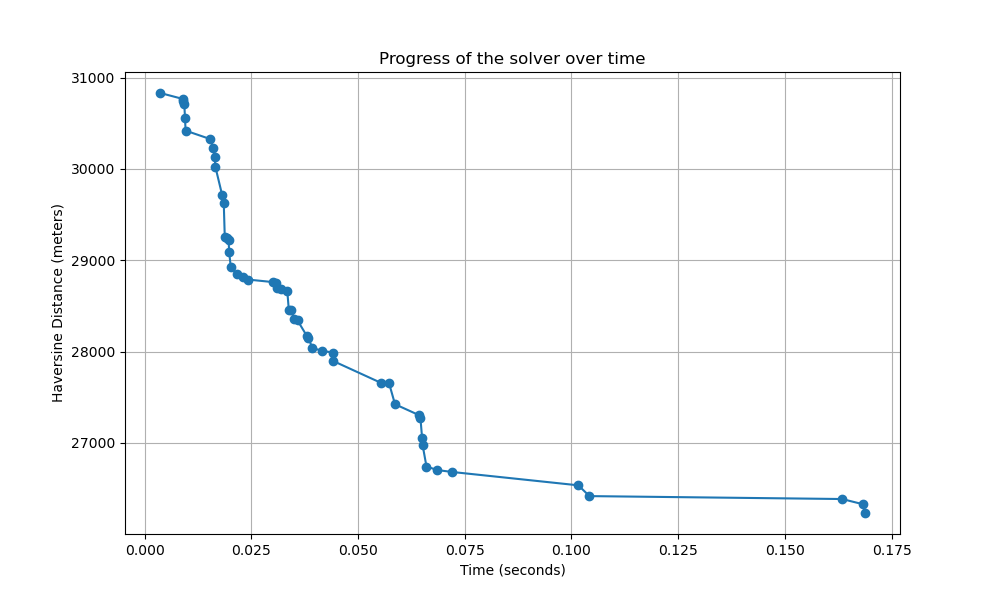 Progress of the solver over time
Haversine Distance (meters)
31000
30000
29000
28000
27000
0.000 0.025 0.050 0.075 0.100 0.125 0.150 0.175
Time (seconds)